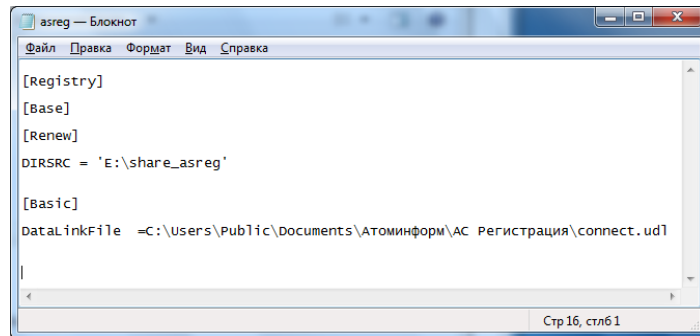 asreg — Блокнот
Файл Правка Формат Вид Справка
[Registry]
[Base]
[Renew]
DIRSRC = 'E:\share_asreg'
[Basic]
DataLinkFile  =C:\Users\Public\Documents\Атоминформ\АС Регистрация\connect.udl
Стр 16, стлб 1